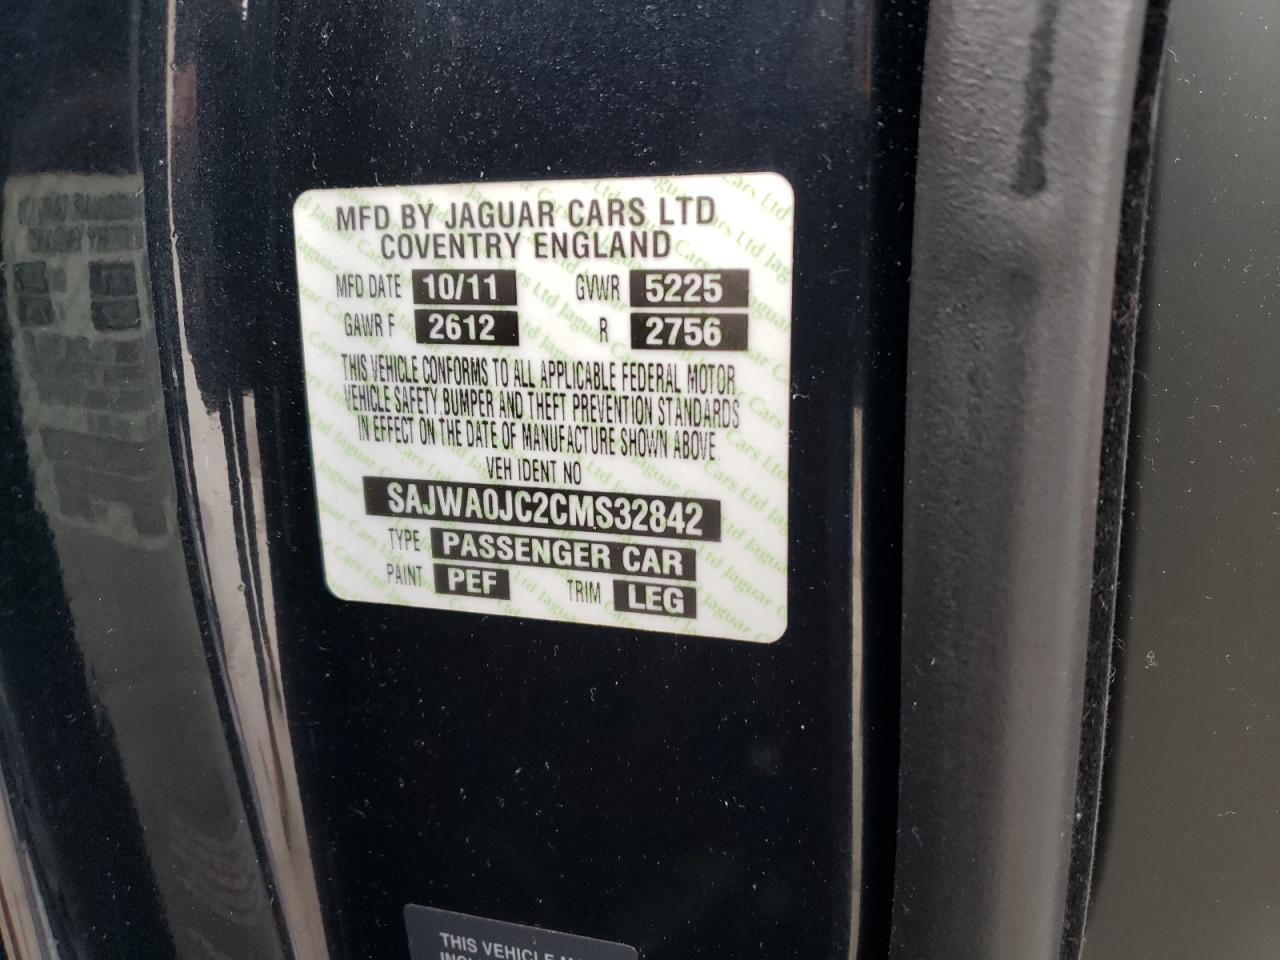 MFD BY JAGUAR CARS LTD
COVENTRY ENGLAND
MFD DATE 10/11 GVWR 5225
GAWR F 2612 R 2756
THIS VEHICLE CONFORMS TO ALL APPLICABLE FEDERAL MOTOR
VEHICLE SAFETY, BUMPER AND THEFT PREVENTION STANDARDS
IN EFFECT ON THE DATE OF MANUFACTURE SHOWN ABOVE.
VEH IDENT NO
SAJWA0JC2CMS32842
TYPE PASSENGER CAR
PAINT PEF TRIM LEG
THIS VEHICLE